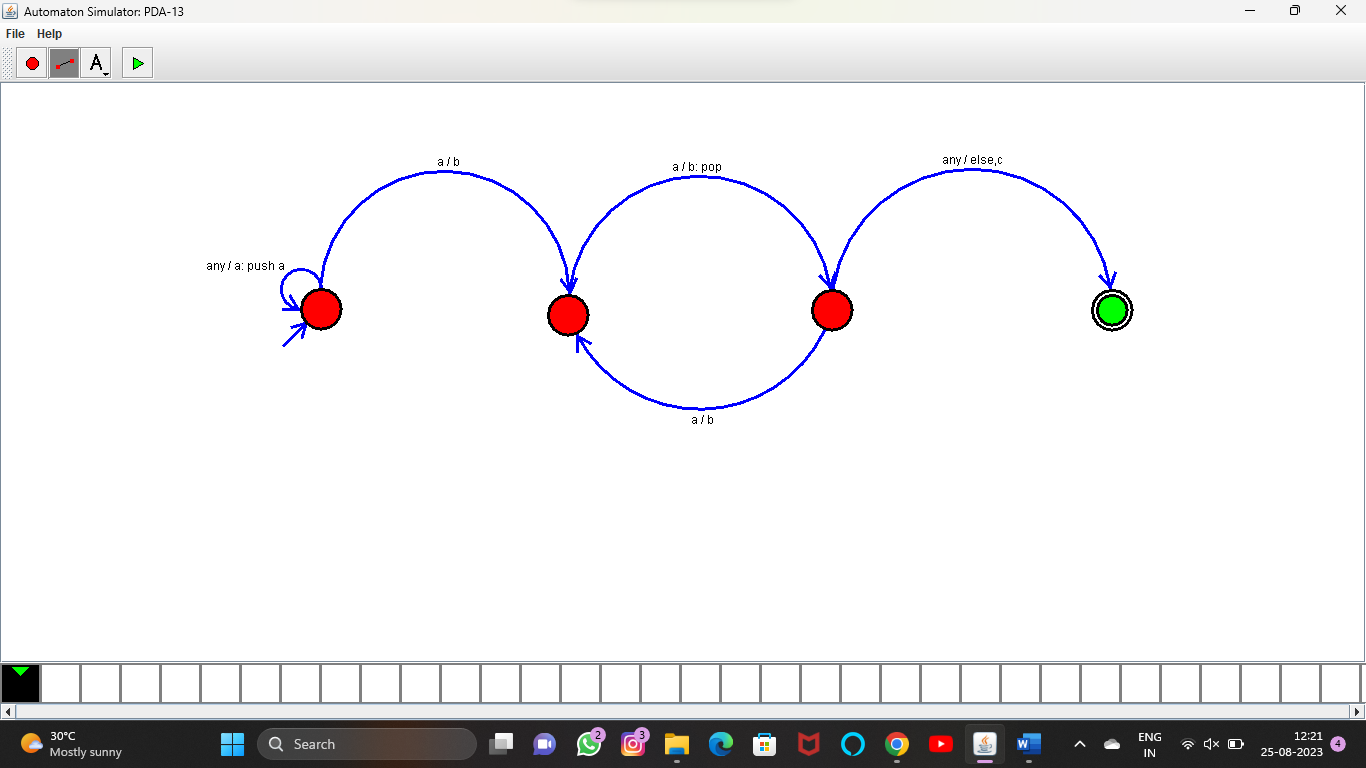 Automaton Simulator: PDA-13
File Help
A
a / b
a / b: pop
any / else,c
any / a: push a
a / b
30°C
Mostly sunny
Search
2
3
ENG
IN
12:21
25-08-2023
4